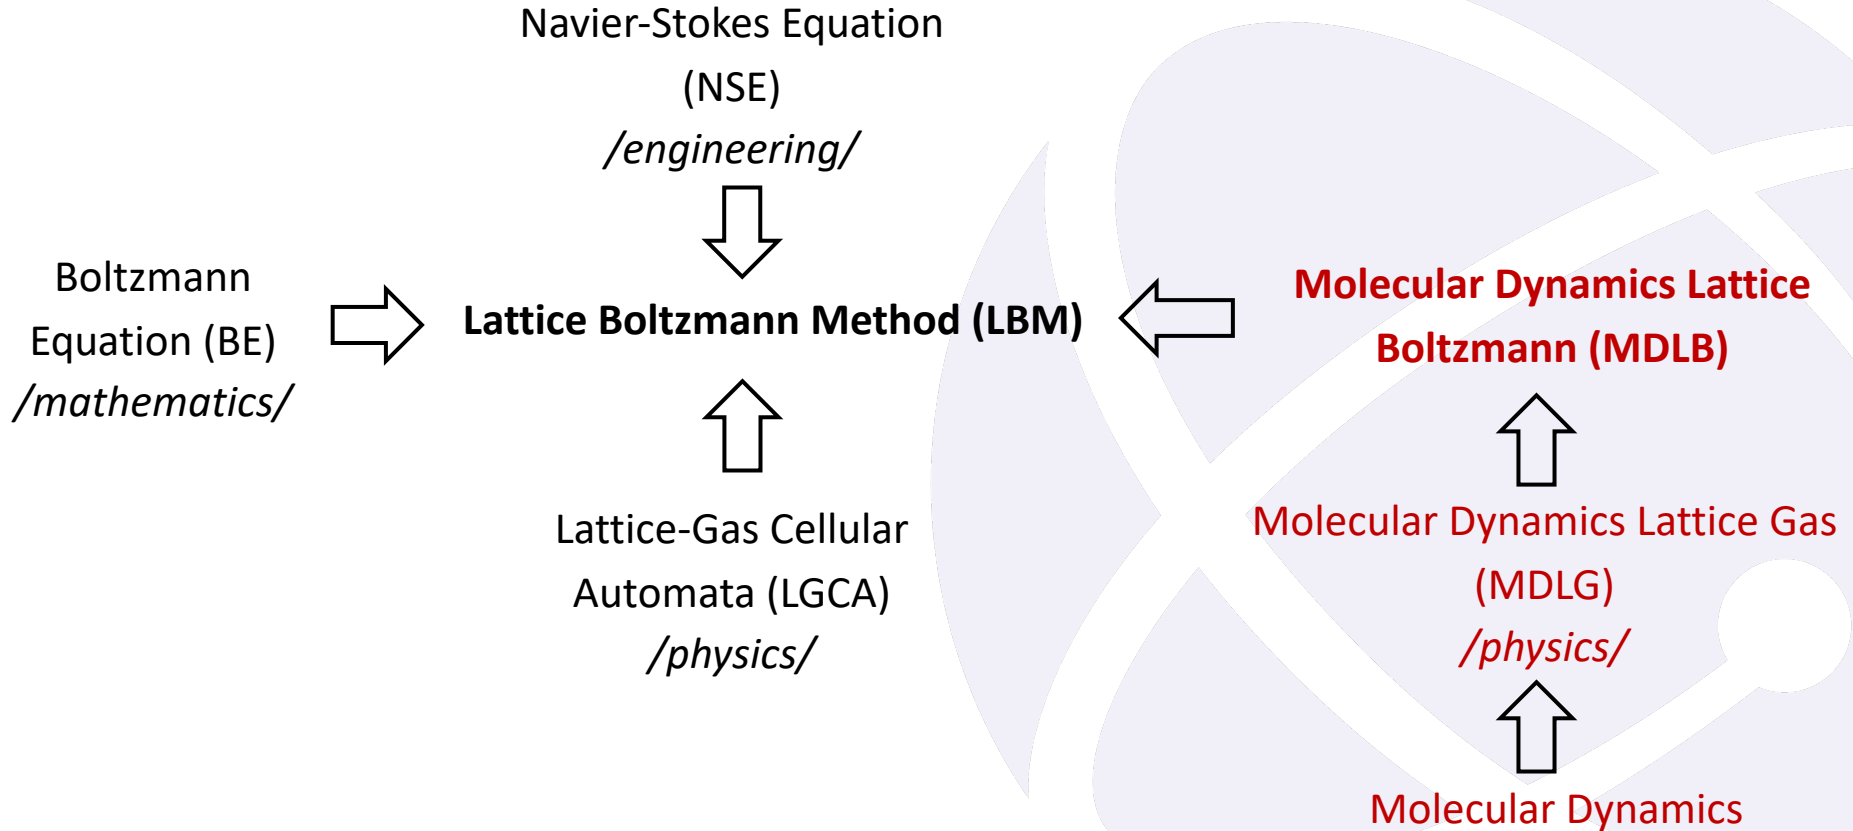 Navier-Stokes Equation
(NSE)
/engineering/
Boltzmann
Equation (BE)
/mathematics/
Lattice Boltzmann Method (LBM)
Molecular Dynamics Lattice
Boltzmann (MDLB)
Lattice-Gas Cellular
Automata (LGCA)
/physics/
Molecular Dynamics Lattice Gas
(MDLG)
/physics/
Molecular Dynamics